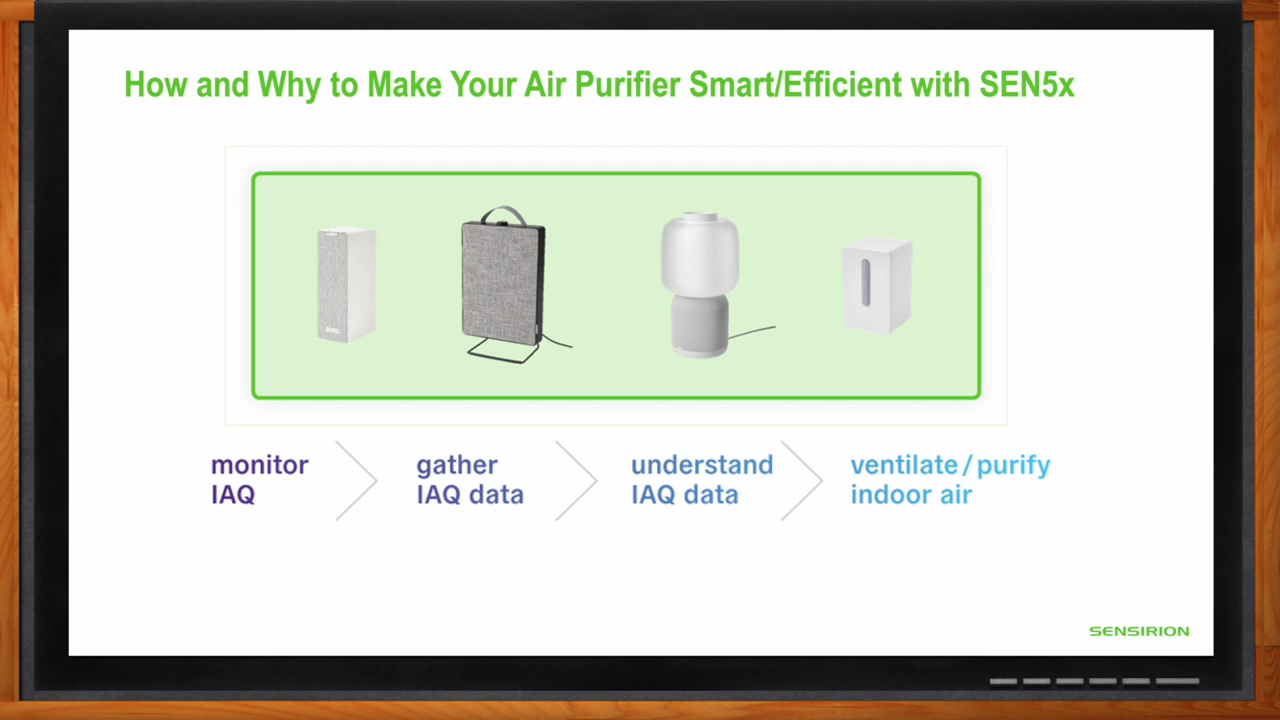 How and Why to Make Your Air Purifier Smart/Efficient with SEN5x
monitor
IAQ
gather
IAQ data
understand
IAQ data
ventilate / purify
indoor air
SENSIRION